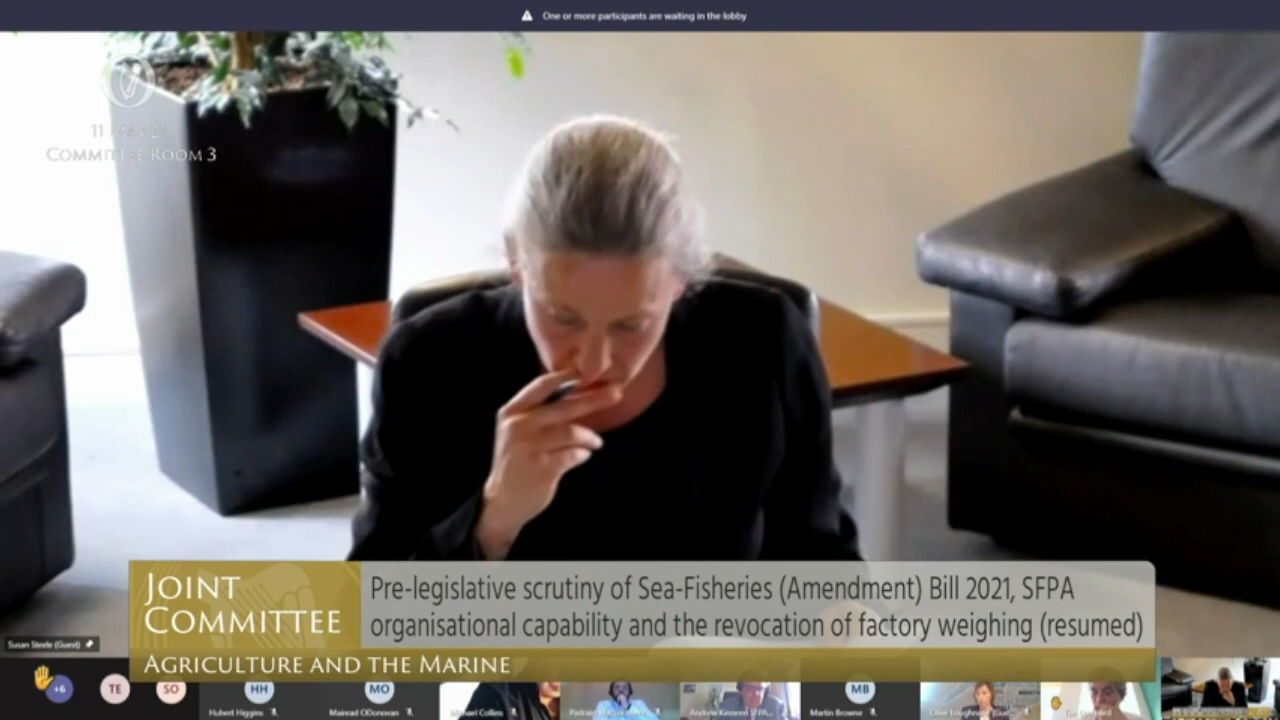 One or more participants are waiting in the lobby
COMMITTEE ROOM 3
JOINT
COMMITTEE
Pre-legislative scrutiny of Sea-Fisheries (Amendment) Bill 2021, SFPA
organisational capability and the revocation of factory weighing (resumed)
Susan Steele (Guest)
AGRICULTURE AND THE MARINE
+6
TE
SO
HH
MO
MB
Hubert Higgins
Mairead ODonovan
Martin Browne